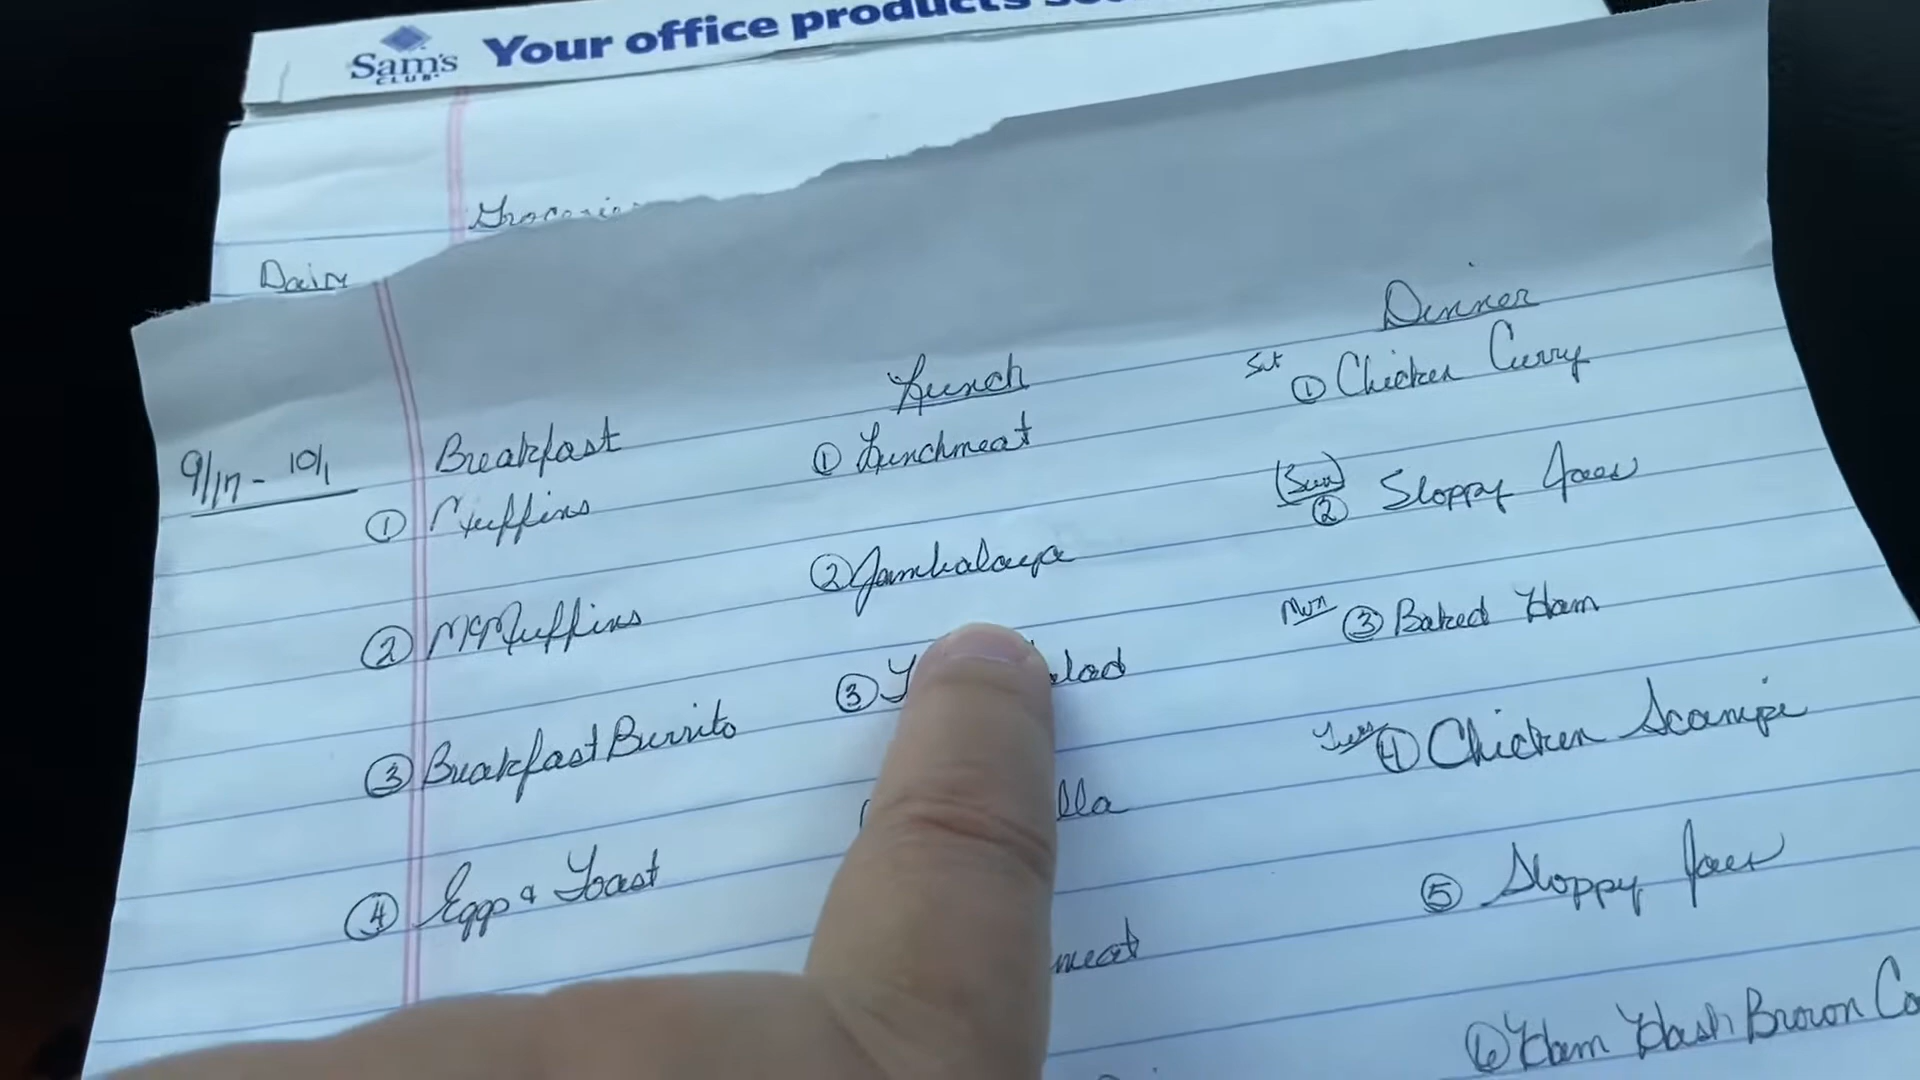 Sam's CLUB Your office products
Groceries
Dairy
Dinner
Lunch
Sat ① Chicken Curry
9/17 - 10/1 Breakfast
① Lunchmeat
(Sun)
② Sloppy Joes
① Muffins
② Jambalaya
Mon ③ Baked Ham
② McMuffins
③
Tues ④ Chicken Scampi
③ Breakfast Burrito
④ Eggs & Toast
⑤ Sloppy Joes
meat
⑥ Ham Hash Brown